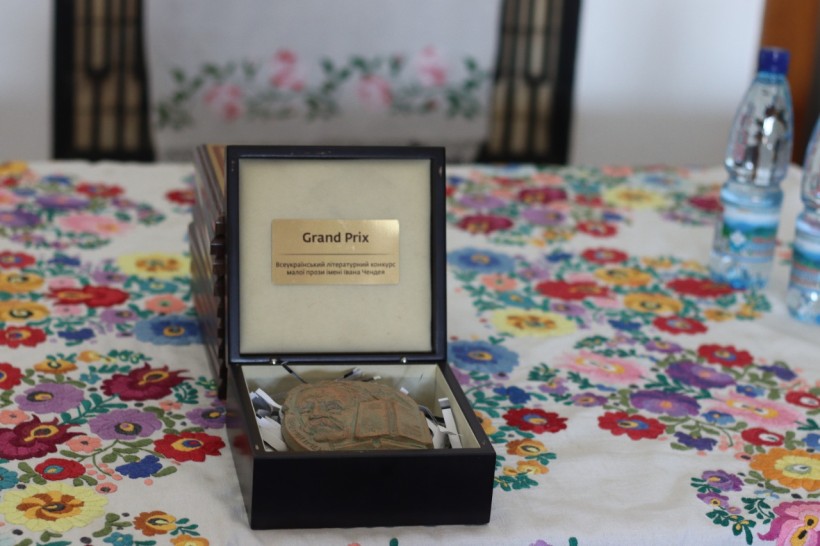 Grand Prix
Всеукраїнський літературний конкурс
малої прози імені Івана Чендея